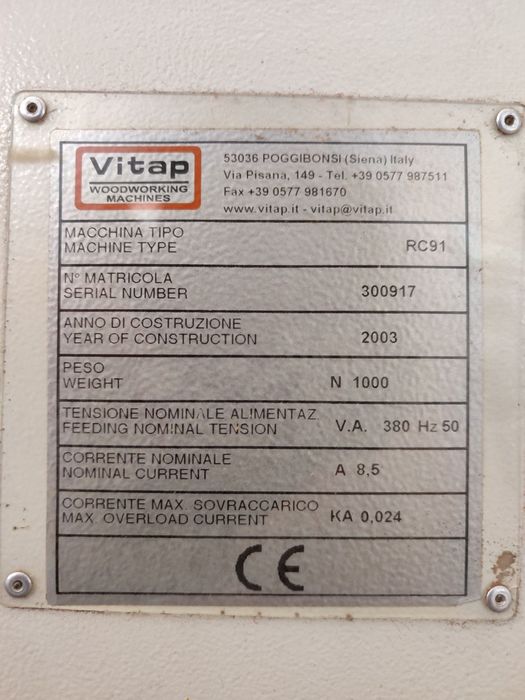 Vitap
WOODWORKING
MACHINES
53036 POGGIBONSI (Siena) Italy
Via Pisana, 149 - Tel. +39 0577 987511
Fax +39 0577 981670
www.vitap.it - vitap@vitap.it
MACCHINA TIPO
MACHINE TYPE
RC91
N° MATRICOLA
SERIAL NUMBER
300917
ANNO DI COSTRUZIONE
YEAR OF CONSTRUCTION
2003
PESO
WEIGHT
N 1000
TENSIONE NOMINALE ALIMENTAZ.
FEEDING NOMINAL TENSION
V.A. 380 Hz 50
CORRENTE NOMINALE
NOMINAL CURRENT
A 8,5
CORRENTE MAX. SOVRACCARICO
MAX. OVERLOAD CURRENT
KA 0,024
CE